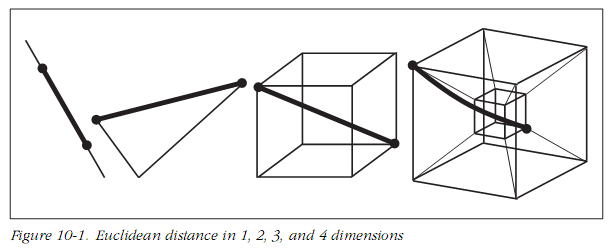 Figure 10-1. Euclidean distance in 1, 2, 3, and 4 dimensions